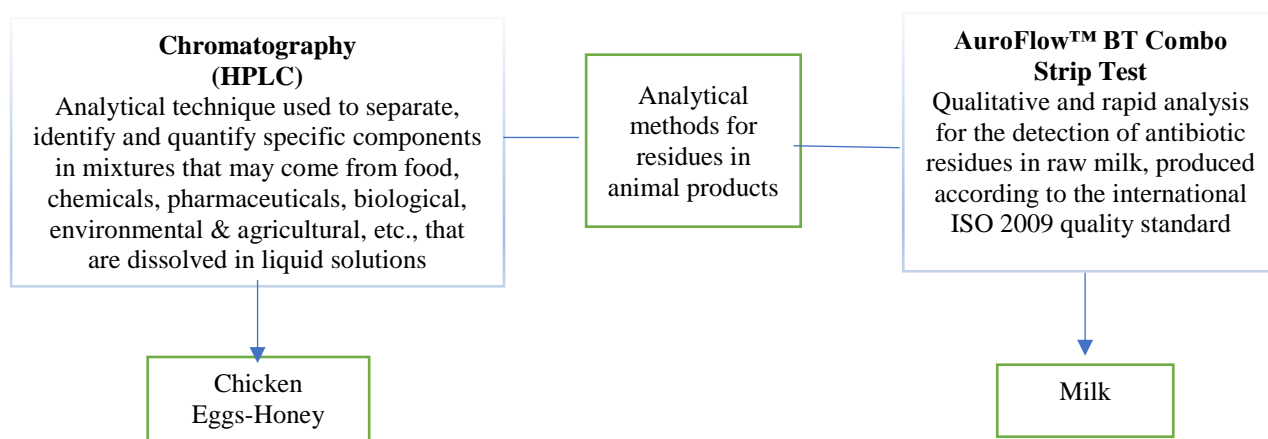 Chromatography
(HPLC)
Analytical technique used to separate,
identify and quantify specific components
in mixtures that may come from food,
chemicals, pharmaceuticals, biological,
environmental & agricultural, etc., that
are dissolved in liquid solutions
Analytical
methods for
residues in
animal products
AuroFlow™ BT Combo
Strip Test
Qualitative and rapid analysis
for the detection of antibiotic
residues in raw milk, produced
according to the international
ISO 2009 quality standard
Chicken
Eggs-Honey
Milk